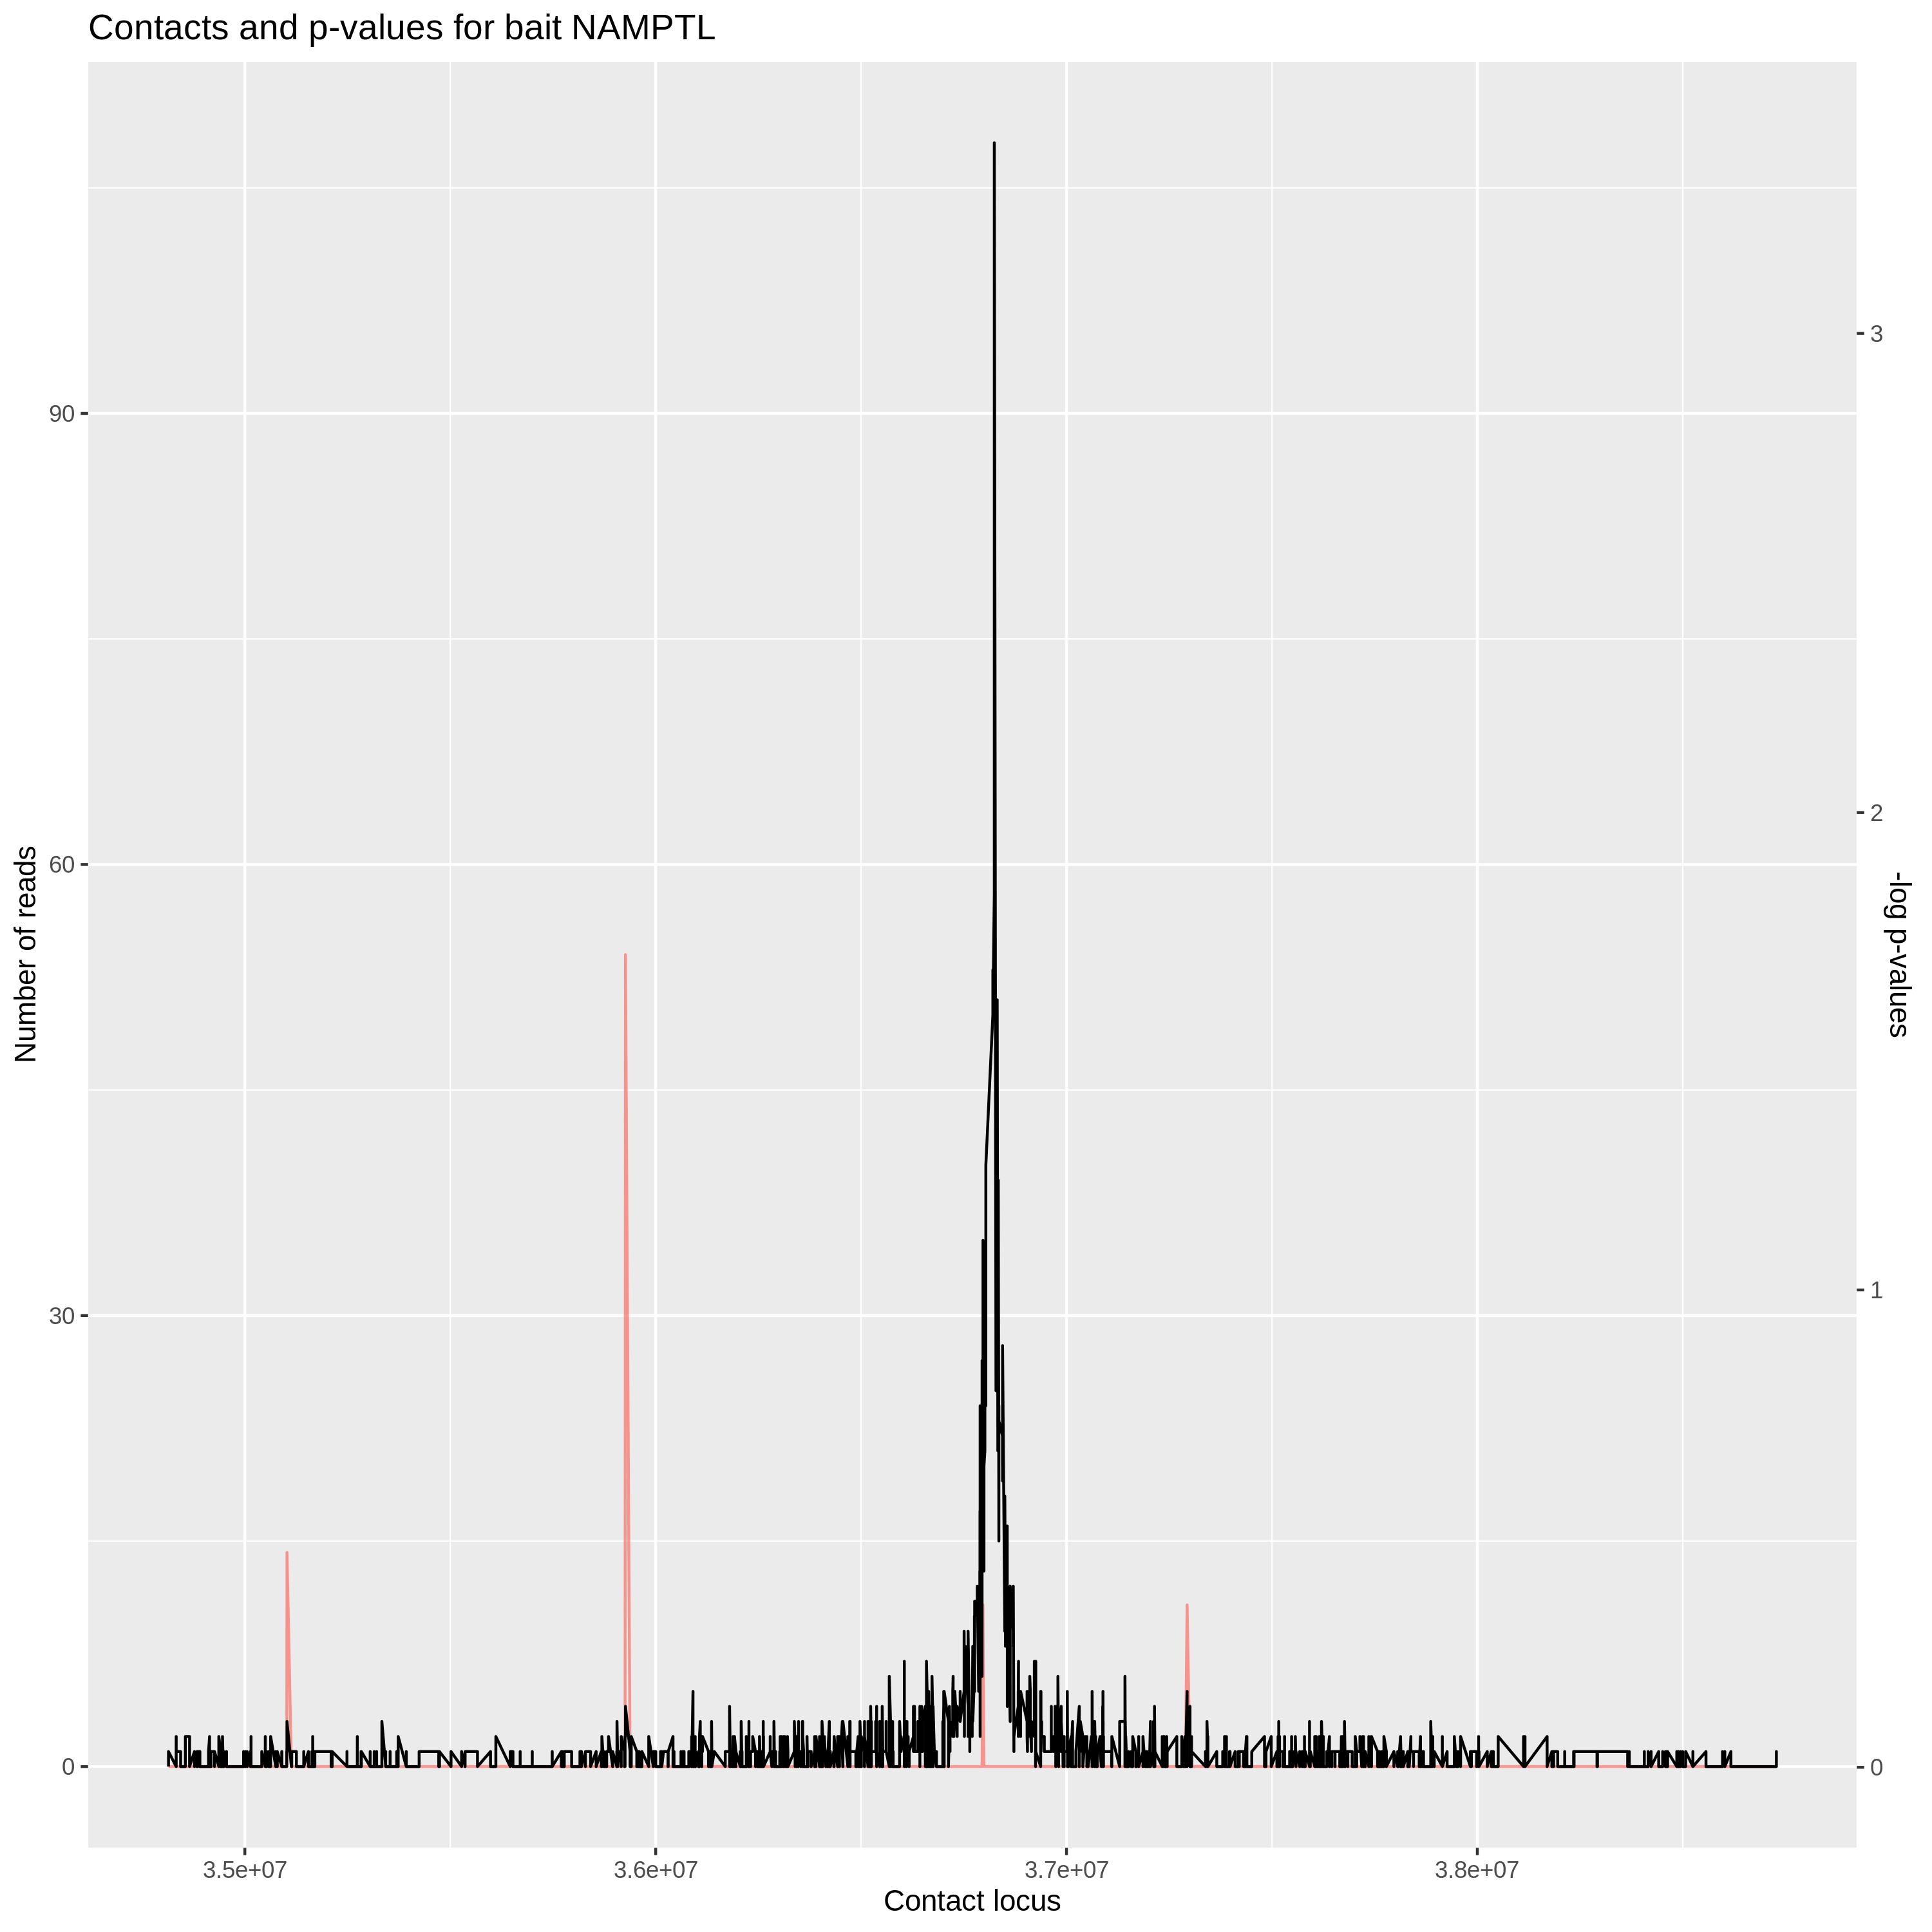 Contacts and p-values for bait NAMPTL
Number of reads
90
60
30
0
3
2
1
0
-log p-values
3.5e+07
3.6e+07
3.7e+07
3.8e+07
Contact locus